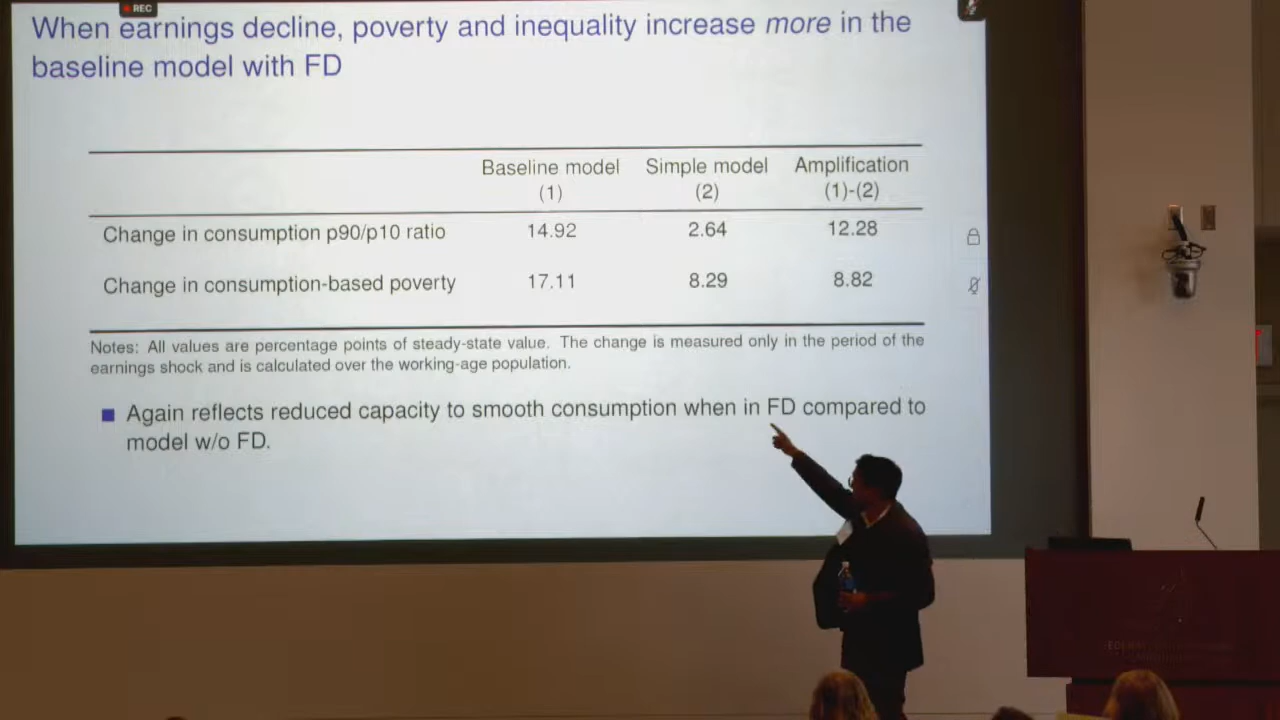 REC
When earnings decline, poverty and inequality increase more in the
baseline model with FD
Baseline model Simple model Amplification
(1) (2) (1)-(2)
Change in consumption p90/p10 ratio 14.92 2.64 12.28
Change in consumption-based poverty 17.11 8.29 8.82
Notes: All values are percentage points of steady-state value. The change is measured only in the period of the
earnings shock and is calculated over the working-age population.
Again reflects reduced capacity to smooth consumption when in FD compared to
model w/o FD.